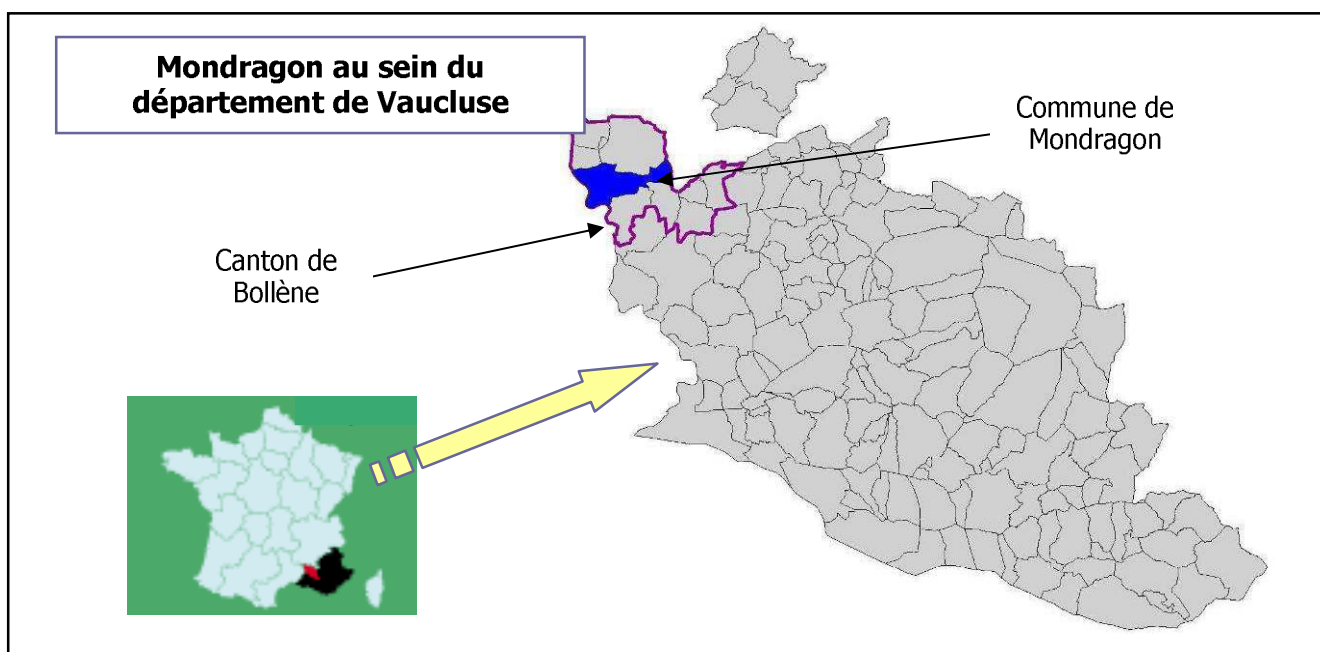 Mondragon au sein du
département de Vaucluse
Commune de
Mondragon
Canton de
Bollène